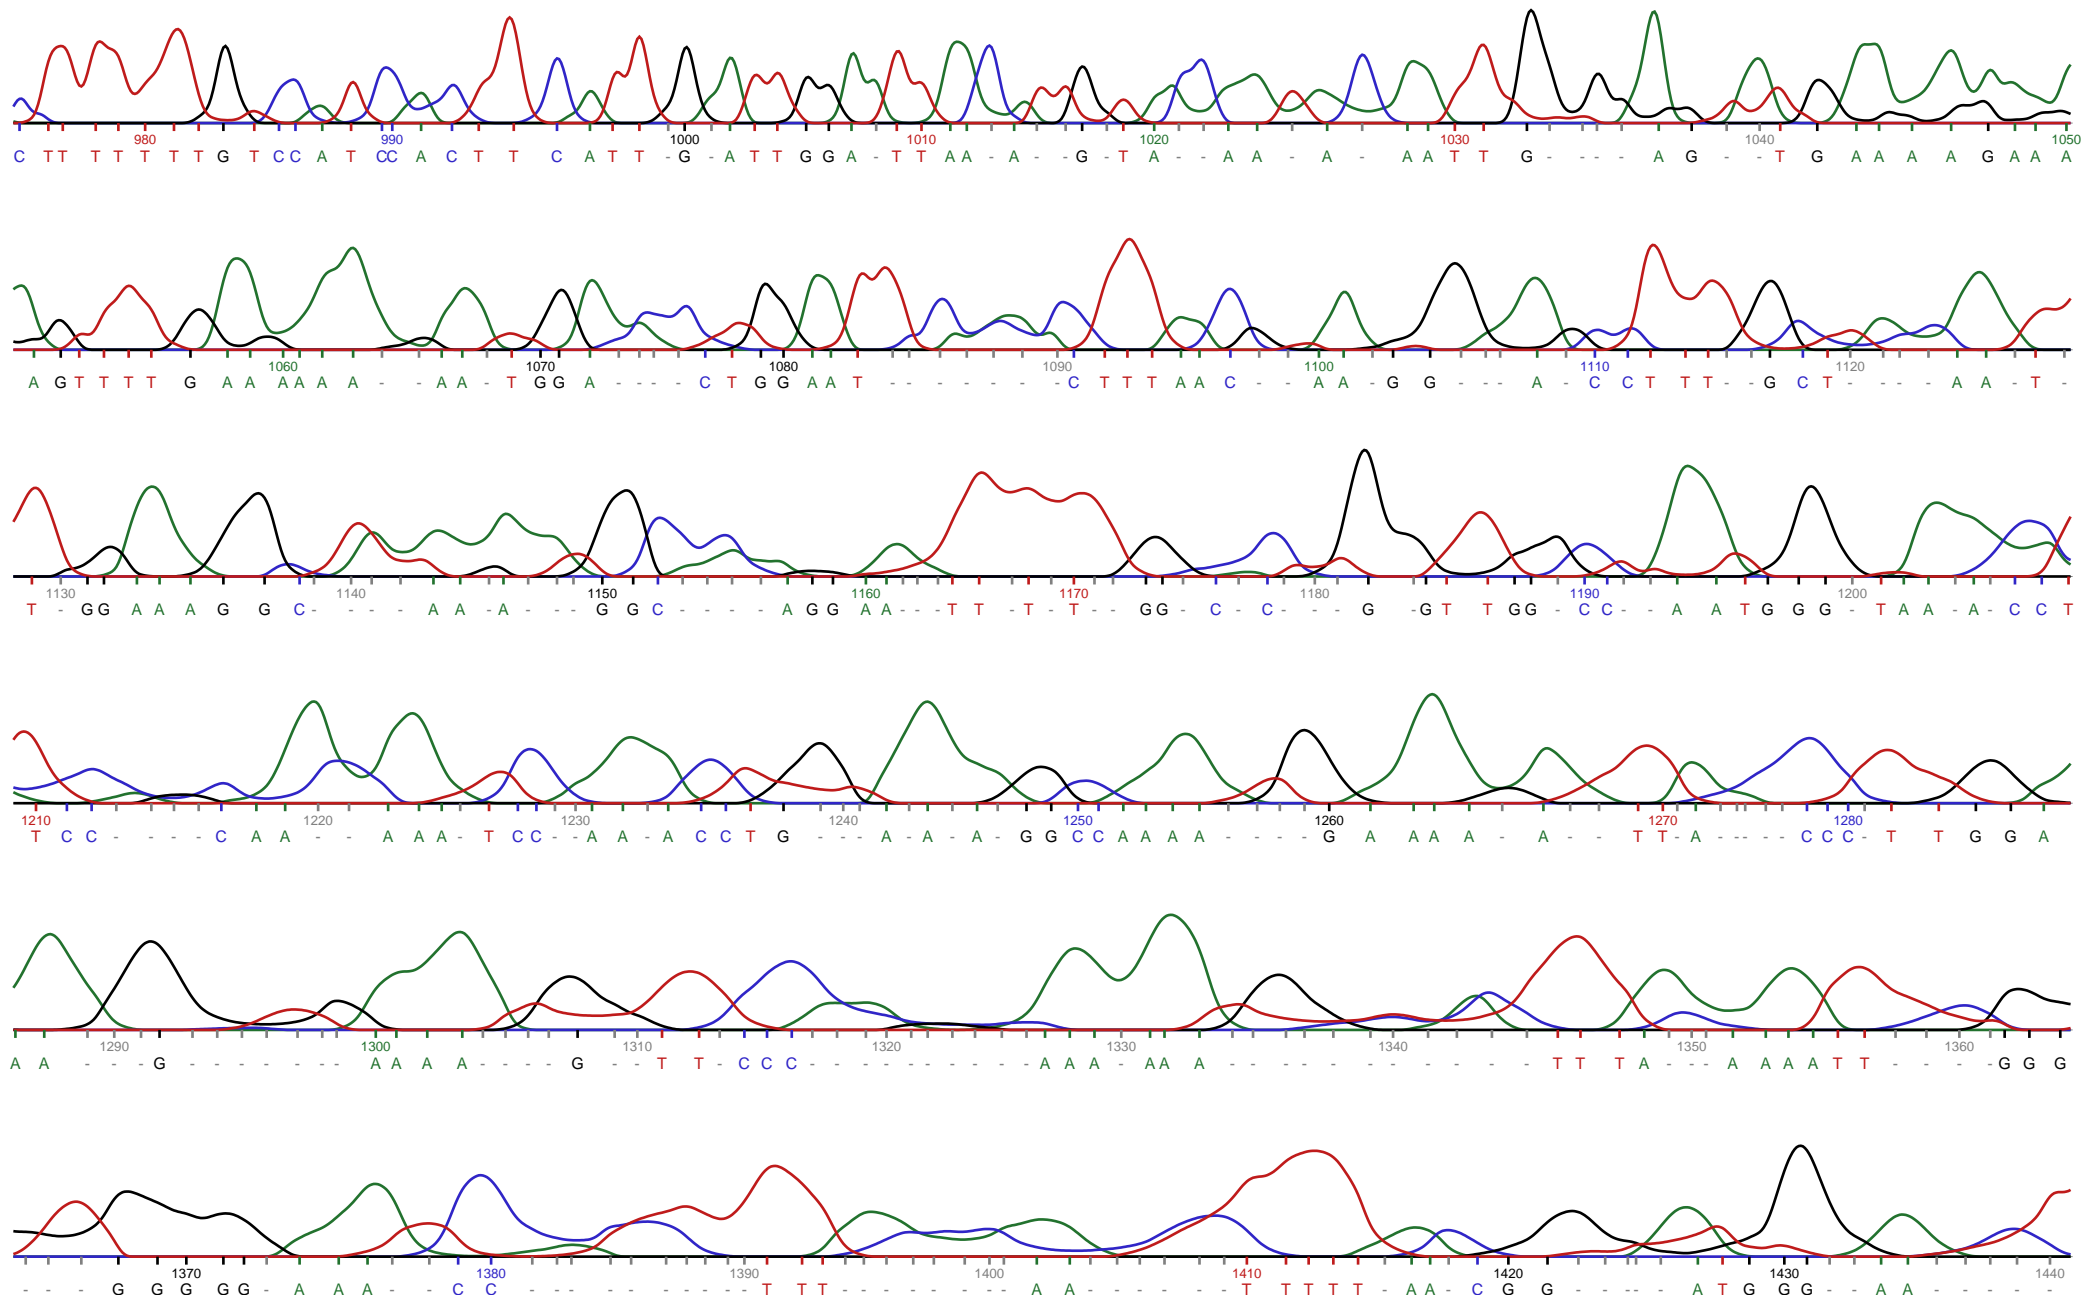 980 990 1000 1010 1020 1030 1040 1050
C TT T T T T G T C C A T C C A C T T C A T T - G - A T T G G A - T T A A - A - - G - T A - - A A - - A - - A A T T G - - - - A G - - - T G A A A A G A A A
1060 1070 1080 1090 1100 1110 1120
A G T T T T G A A A A A A A - - A A - T G G A - - - - C T G G A A T - - - - - - - - C T T T A A C - - A A - G G - - - A - C C T T T - - G C T - - - - A A - T -
1130 1140 1150 1160 1170 1180 1190 1200
T - G G A A A G G C - - - - A A A - - - G G C - - - - A G G A A - - T T - T - T - - G G - C - C - - - G - G T T G G - C C - - A A T G G G - T A A - A - C C T
1210 1220 1230 1240 1250 1260 1270 1280
T C C - - - - C A A - - A A A - T C C - - A A - A C C T G - - - A - A - A - G G C C A A A A - - - - G A A A A - A - - T T - A - - - - - C C C - T T G G A
1290 1300 1310 1320 1330 1340 1350 1360
A A - - - G - - - - - - A A A A - - - - G - - T T - C C C - - - - - - - - - A A A - A A A - - - - - - - - - - - T T T A - - - A A A A T T - - - - G G G
1370 1380 1390 1400 1410 1420 1430 1440
- - - G G G G G - A A A - - C C - - - - - - - - T T T - - - - - - - A A - - - - - T T T T T - A A - C G G - - - - - - A T G G G - - A A - - - - -